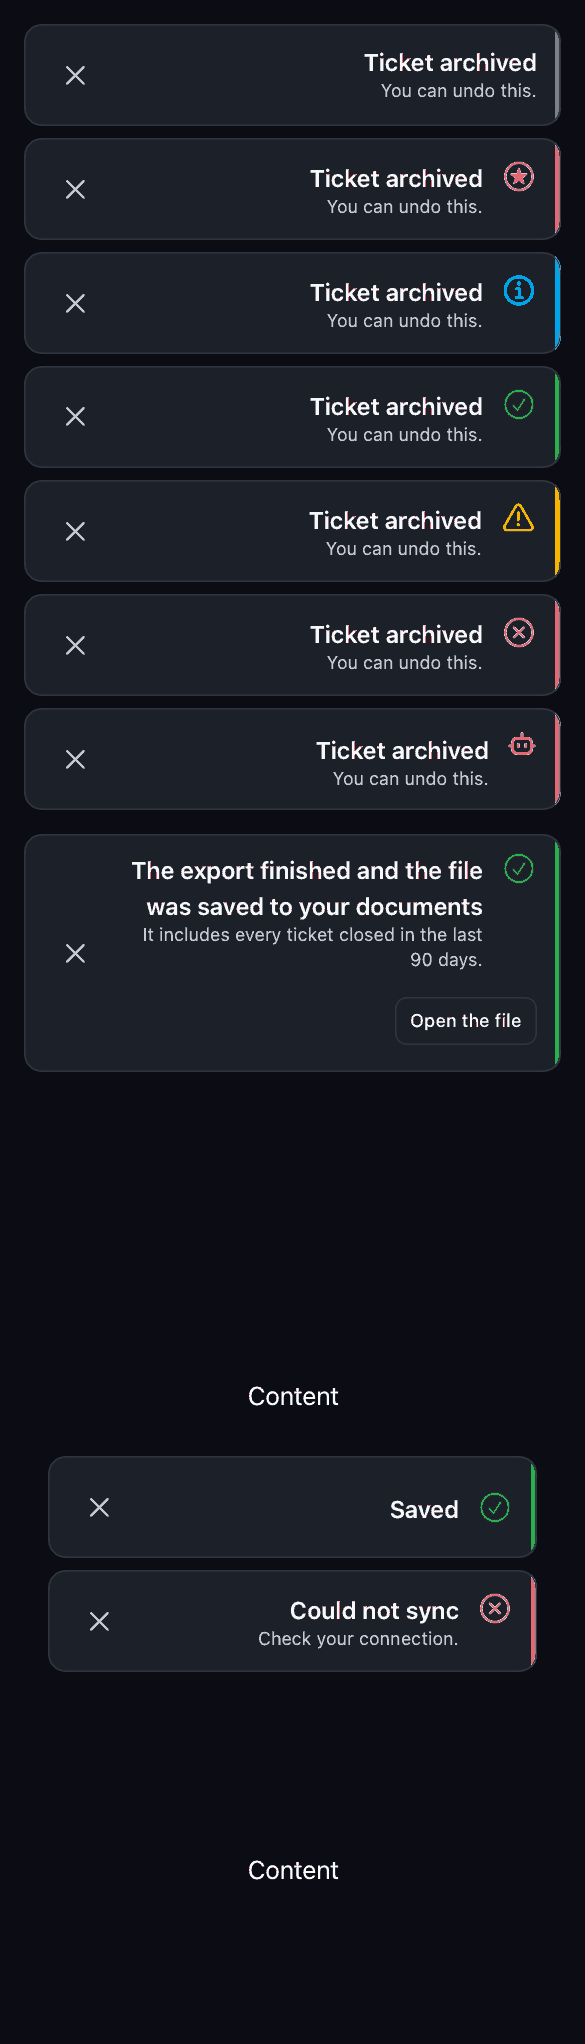 Ticket archived
You can undo this.
Ticket archived
You can undo this.
Ticket archived
You can undo this.
Ticket archived
You can undo this.
Ticket archived
You can undo this.
Ticket archived
You can undo this.
Ticket archived
You can undo this.
The export finished and the file
was saved to your documents
It includes every ticket closed in the last
90 days.
Open the file
Content
Saved
Could not sync
Check your connection.
Content